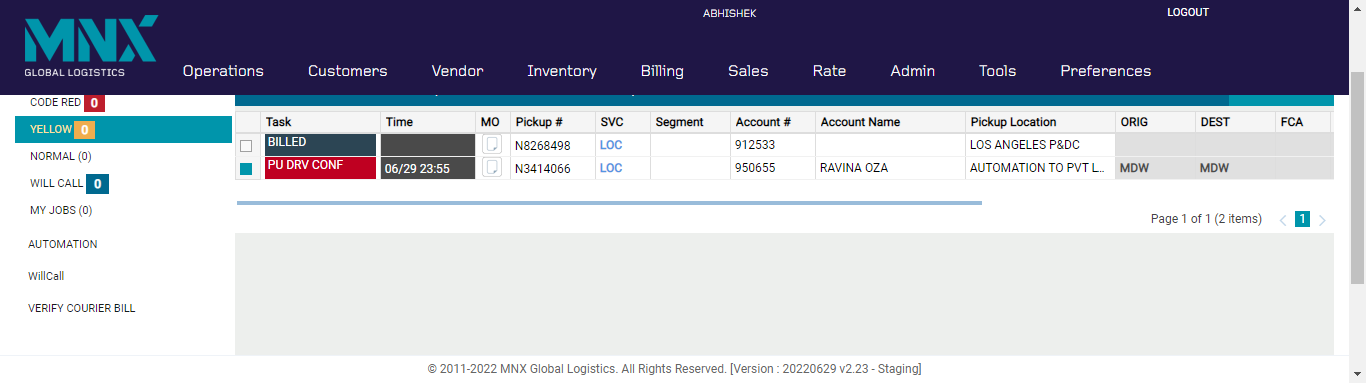 ABHISHEK
LOGOUT
MNX
GLOBAL LOGISTICS
Operations Customers Vendor Inventory Billing Sales Rate Admin Tools Preferences
CODE RED 0
YELLOW 0
NORMAL (0)
WILL CALL 0
MY JOBS (0)
AUTOMATION
WillCall
VERIFY COURIER BILL
Task Time MO Pickup # SVC Segment Account # Account Name Pickup Location ORIG DEST FCA
BILLED N8268498 LOC 912533 LOS ANGELES P&DC
PU DRV CONF 06/29 23:55 N3414066 LOC 950655 RAVINA OZA AUTOMATION TO PVT L... MDW MDW
Page 1 of 1 (2 items) 1
© 2011-2022 MNX Global Logistics. All Rights Reserved. [Version : 20220629 v2.23 - Staging]